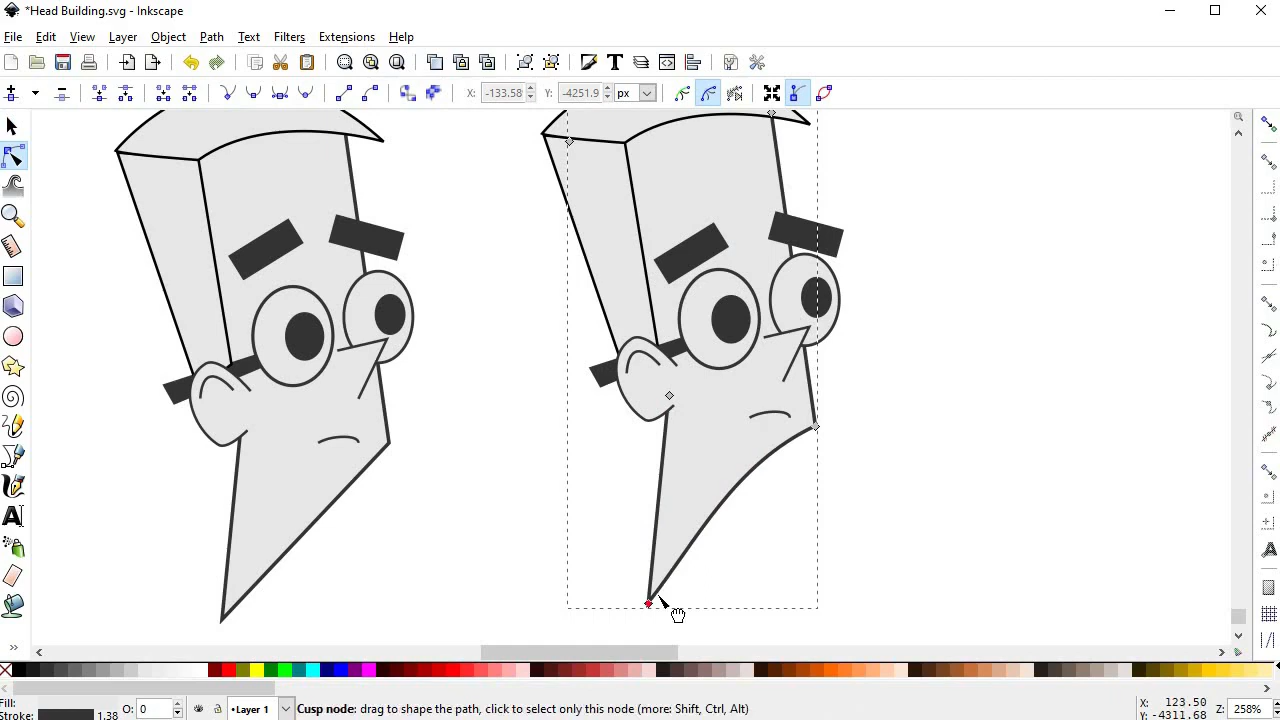 *Head Building.svg - Inkscape
File Edit View Layer Object Path Text Filters Extensions Help
X: -133.58 Y: -4251.9 px
Fill:
Stroke: 1.38 O: 0 •Layer 1 Cusp node: drag to shape the path, click to select only this node (more: Shift, Ctrl, Alt) X: 123.50 Y: -4311.68 Z: 258%